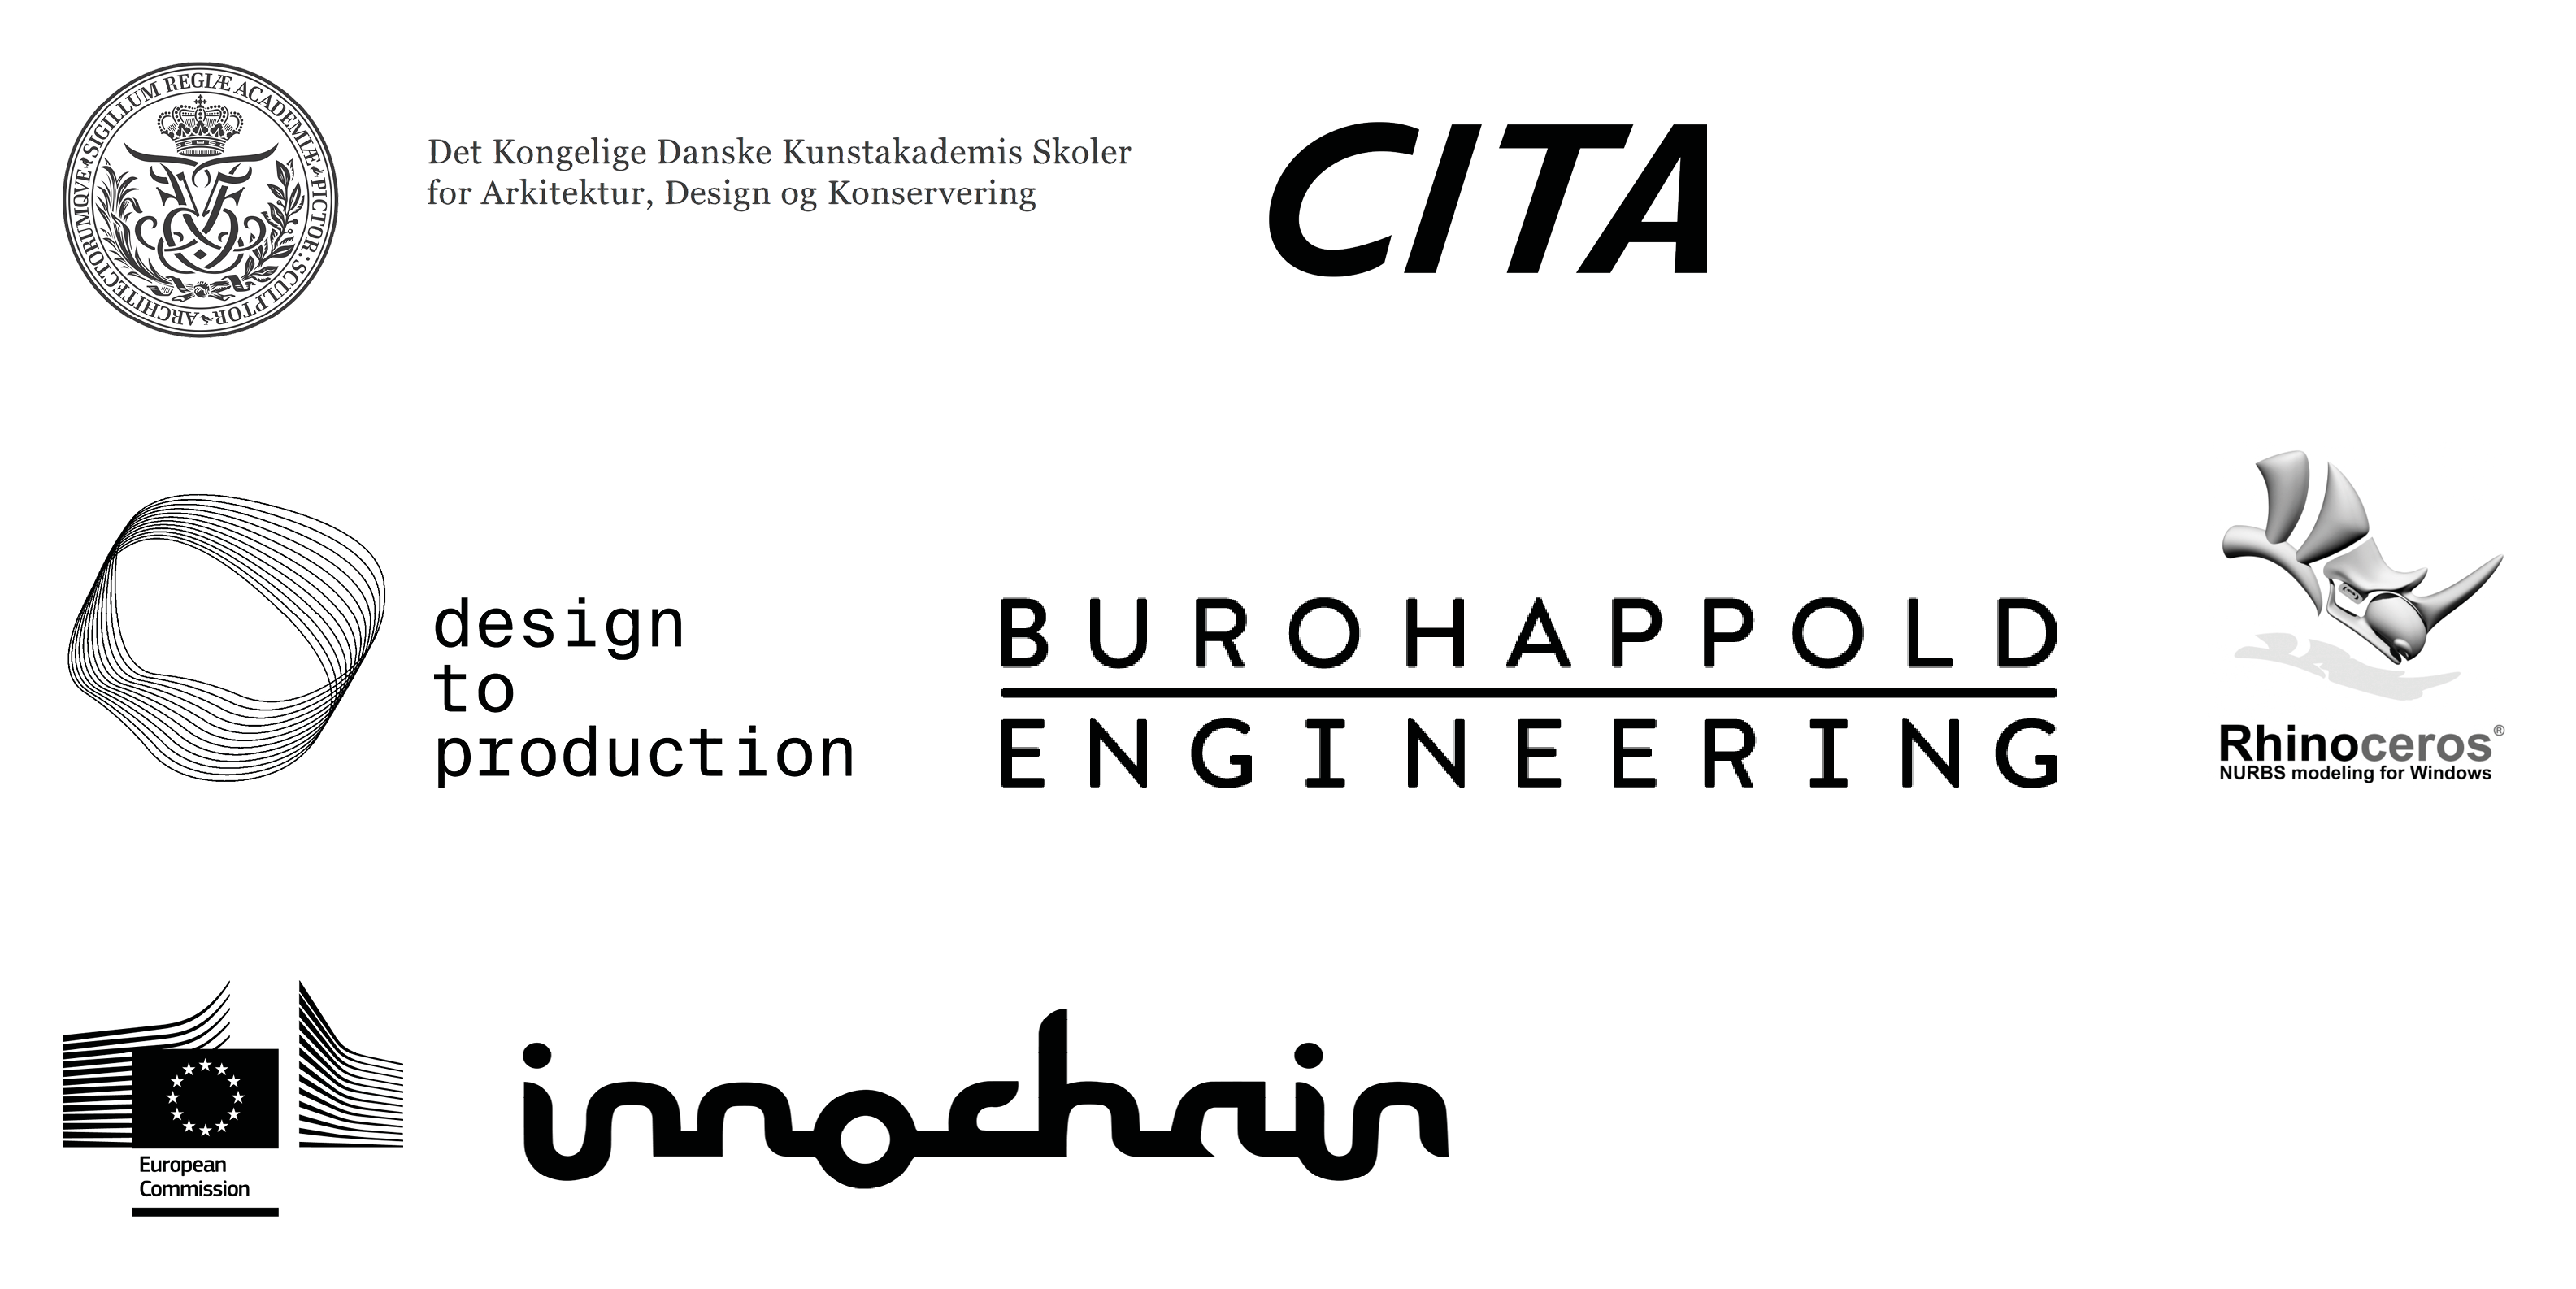 SIGILLUM REGIÆ ACADEMIÆ PICTOR: SCULPTOR ARCHITECTORUMQVE
Det Kongelige Danske Kunstakademis Skoler
for Arkitektur, Design og Konservering
CITA
design
to
production
BUROHAPPOLD
ENGINEERING
Rhinoceros®
NURBS modeling for Windows
European
Commission
innochain